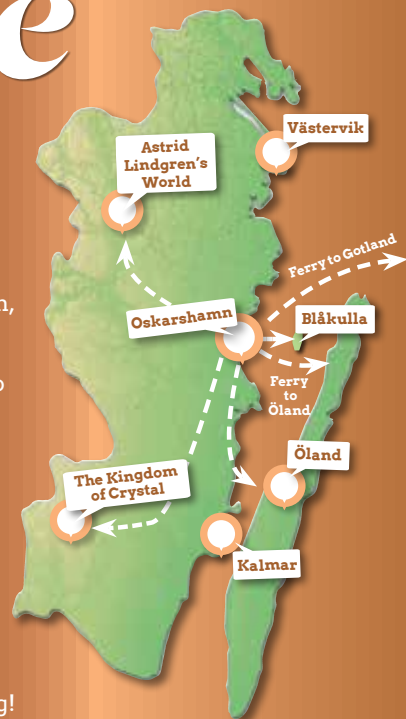 e
Västervik
Astrid
Lindgren's
World
Ferry to Gotland
n,
Oskarshamn
Blåkulla
o
Ferry
to
Öland
Öland
The Kingdom
of Crystal
Kalmar
g!